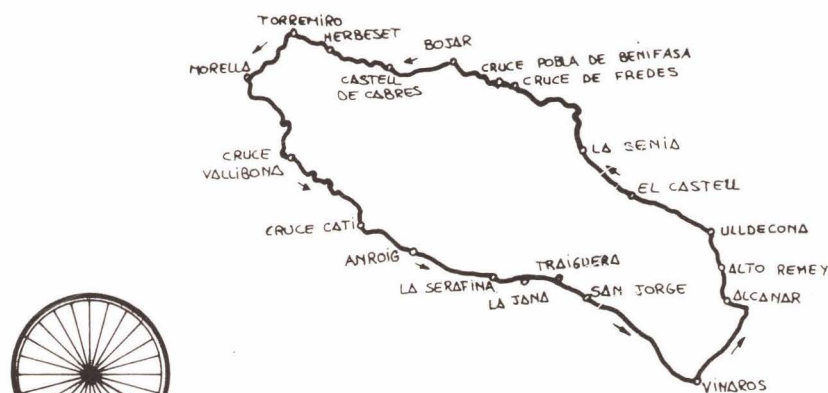 TORREMIRO
HERBESET
BOJAR
MORELLA
CASTELL
DE CABRES
CRUCE POBLA DE BENIFASA
CRUCE DE FREDES
CRUCE
VALLIBONA
LA SENIA
EL CASTELL
CRUCE CATI
ULLDECONA
ANROIG
ALTO REMEY
TRAIGUERA
LA SERAFINA
LA JANA
SAN JORGE
ALCANAR
VINAROS